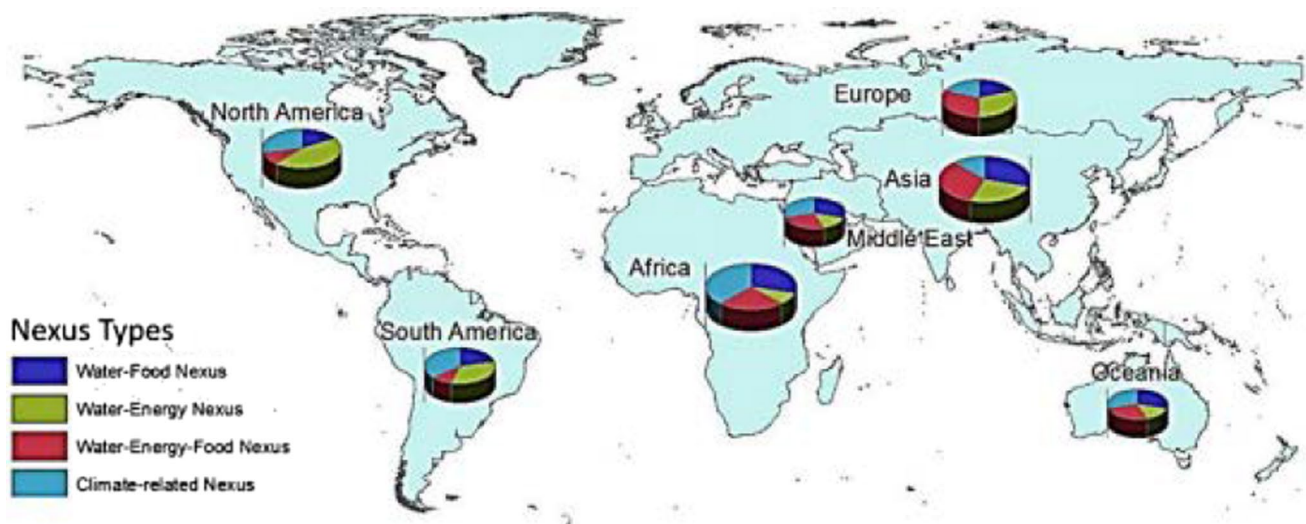 North America
Europe
Asia
Middle East
Africa
South America
Oceania
Nexus Types
Water-Food Nexus
Water-Energy Nexus
Water-Energy-Food Nexus
Climate-related Nexus